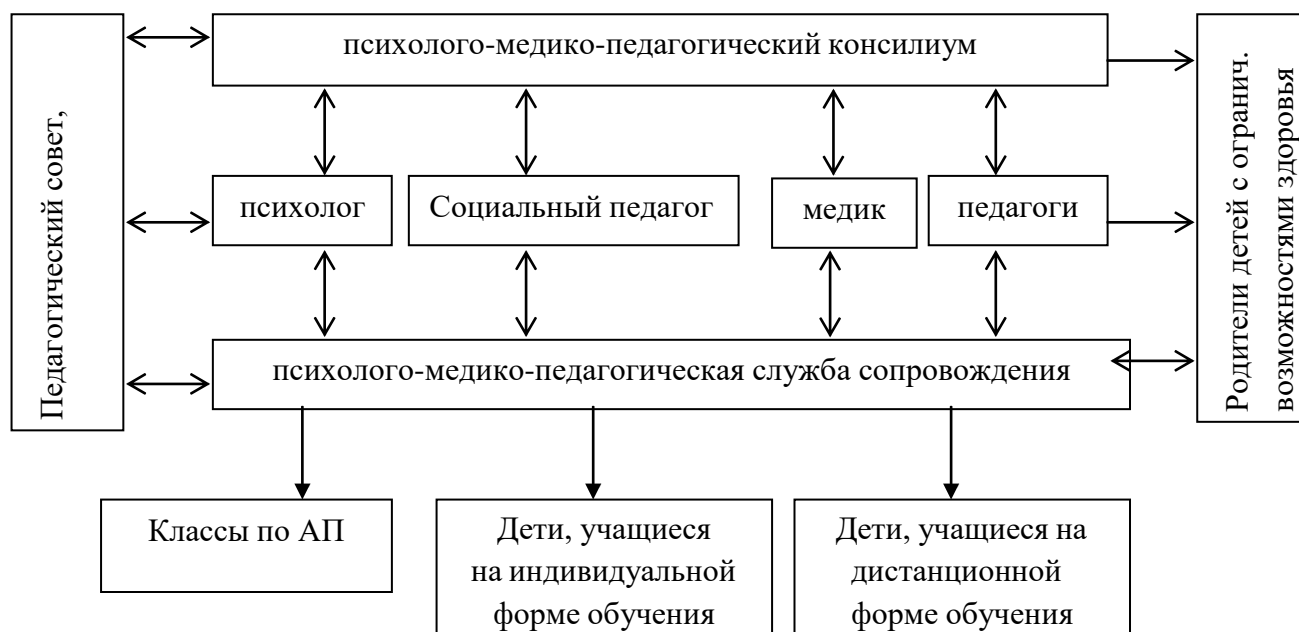 Педагогический совет,
психолого-медико-педагогический консилиум
психолог
Социальный педагог
медик
педагоги
психолого-медико-педагогическая служба сопровождения
Родители детей с огранич.
возможностями здоровья
Классы по АП
Дети, учащиеся
на индивидуальной
форме обучения
Дети, учащиеся на
дистанционной
форме обучения